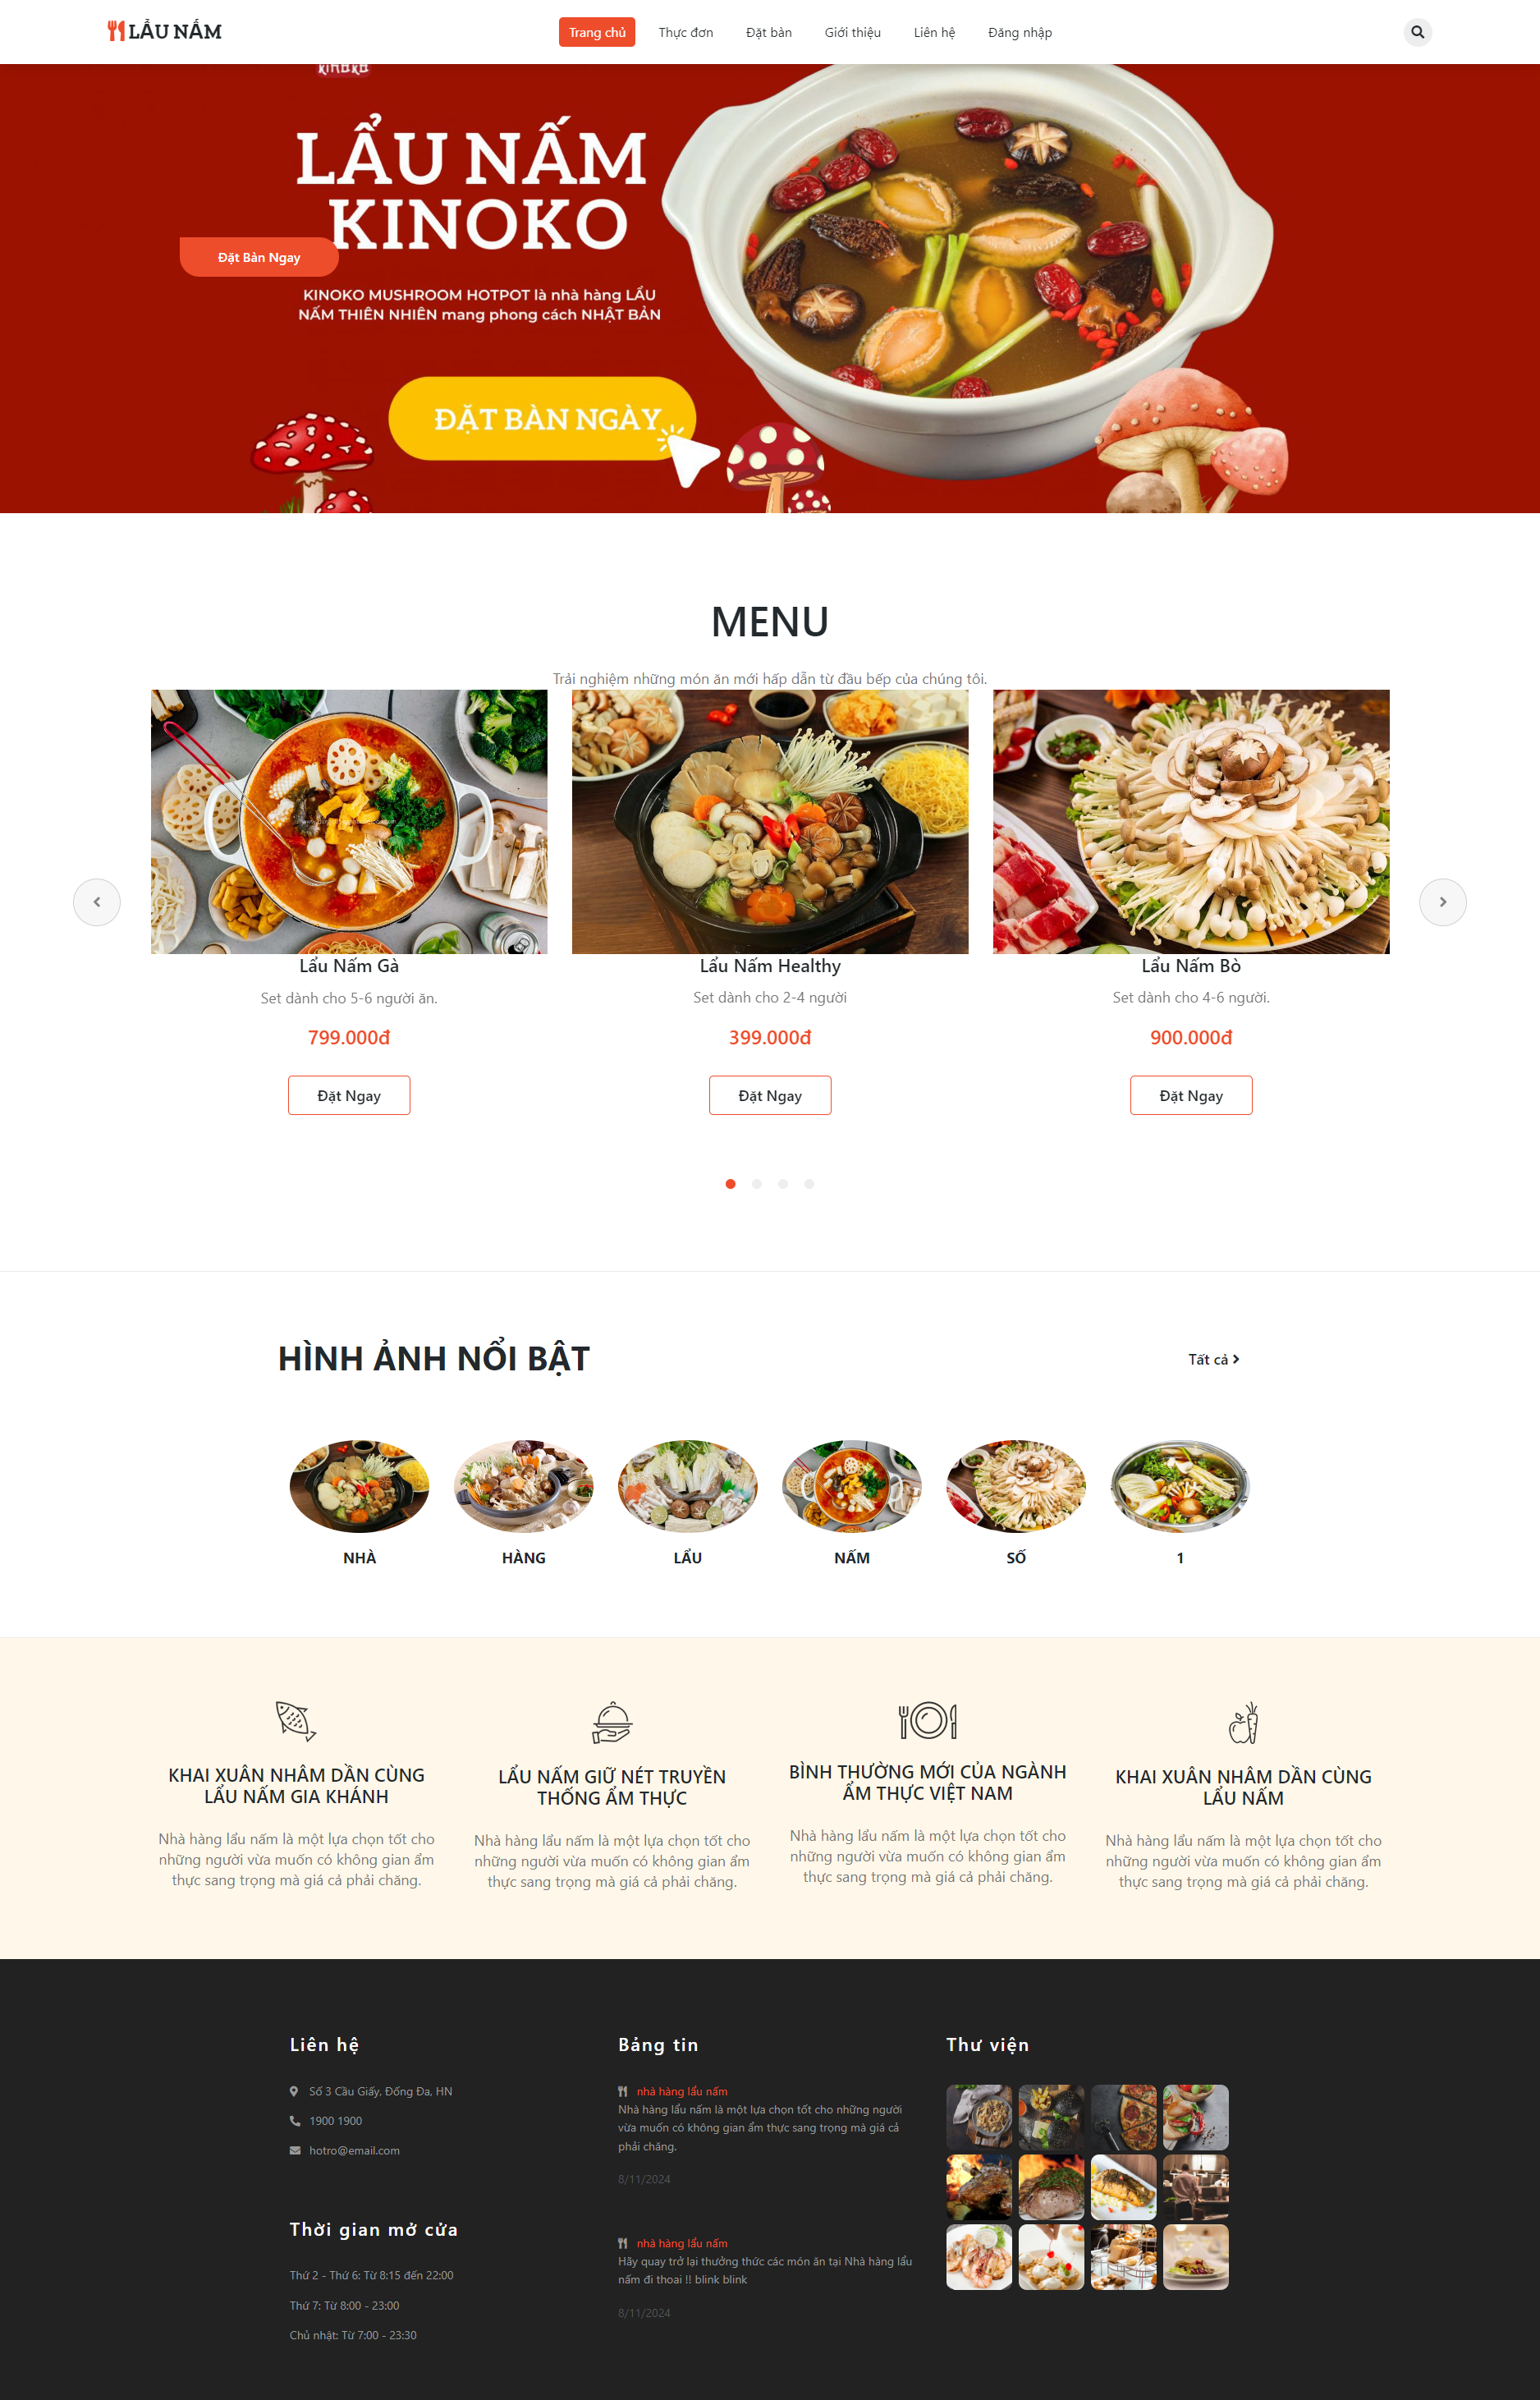 LẨU NẤM
Trang chủ
Thực đơn
Đặt bàn
Giới thiệu
Liên hệ
Đăng nhập
KINOKO
LẨU NẤM
KINOKO
Đặt Bàn Ngay
KINOKO MUSHROOM HOTPOT là nhà hàng LẨU
NẤM THIÊN NHIÊN mang phong cách NHẬT BẢN
ĐẶT BÀN NGÀY
MENU
Trải nghiệm những món ăn mới hấp dẫn từ đầu bếp của chúng tôi.
Lẩu Nấm Gà
Set dành cho 5-6 người ăn.
799.000đ
Đặt Ngay
Lẩu Nấm Healthy
Set dành cho 2-4 người
399.000đ
Đặt Ngay
Lẩu Nấm Bò
Set dành cho 4-6 người.
900.000đ
Đặt Ngay
HÌNH ẢNH NỔI BẬT
Tất cả
NHÀ
HÀNG
LẨU
NẤM
SỐ
1
KHAI XUÂN NHÂM DẦN CÙNG
LẨU NẤM GIA KHÁNH
Nhà hàng lẩu nấm là một lựa chọn tốt cho
những người vừa muốn có không gian ẩm
thực sang trọng mà giá cả phải chăng.
LẨU NẤM GIỮ NÉT TRUYỀN
THỐNG ẨM THỰC
Nhà hàng lẩu nấm là một lựa chọn tốt cho
những người vừa muốn có không gian ẩm
thực sang trọng mà giá cả phải chăng.
BÌNH THƯỜNG MỚI CỦA NGÀNH
ẨM THỰC VIỆT NAM
Nhà hàng lẩu nấm là một lựa chọn tốt cho
những người vừa muốn có không gian ẩm
thực sang trọng mà giá cả phải chăng.
KHAI XUÂN NHÂM DẦN CÙNG
LẨU NẤM
Nhà hàng lẩu nấm là một lựa chọn tốt cho
những người vừa muốn có không gian ẩm
thực sang trọng mà giá cả phải chăng.
Liên hệ
Số 3 Cầu Giấy, Đống Đa, HN
1900 1900
hotro@email.com
Thời gian mở cửa
Thứ 2 - Thứ 6: Từ 8:15 đến 22:00
Thứ 7: Từ 8:00 - 23:00
Chủ nhật: Từ 7:00 - 23:30
Bảng tin
nhà hàng lẩu nấm
Nhà hàng lẩu nấm là một lựa chọn tốt cho những người
vừa muốn có không gian ẩm thực sang trọng mà giá cả
phải chăng.
8/11/2024
nhà hàng lẩu nấm
Hãy quay trở lại thưởng thức các món ăn tại Nhà hàng lẩu
nấm đi thoai !! blink blink
8/11/2024
Thư viện